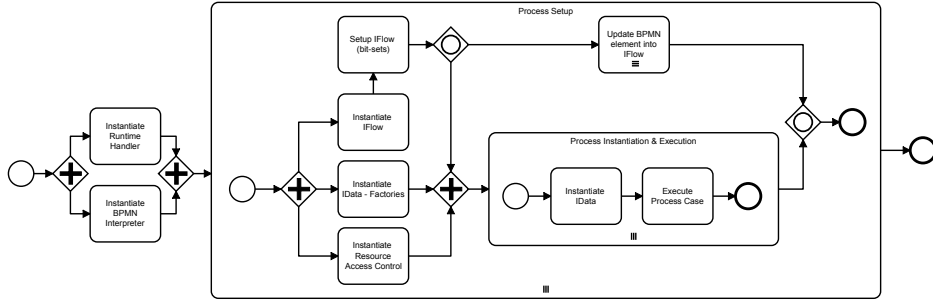 Process Setup
Setup IFlow
(bit-sets)
Update BPMN
element into
IFlow
Instantiate
Runtime
Handler
Instantiate
IFlow
Process Instantiation & Execution
Instantiate
BPMN
Interpreter
Instantiate
IData - Factories
Instantiate
IData
Execute
Process Case
Instantiate
Resource
Access Control